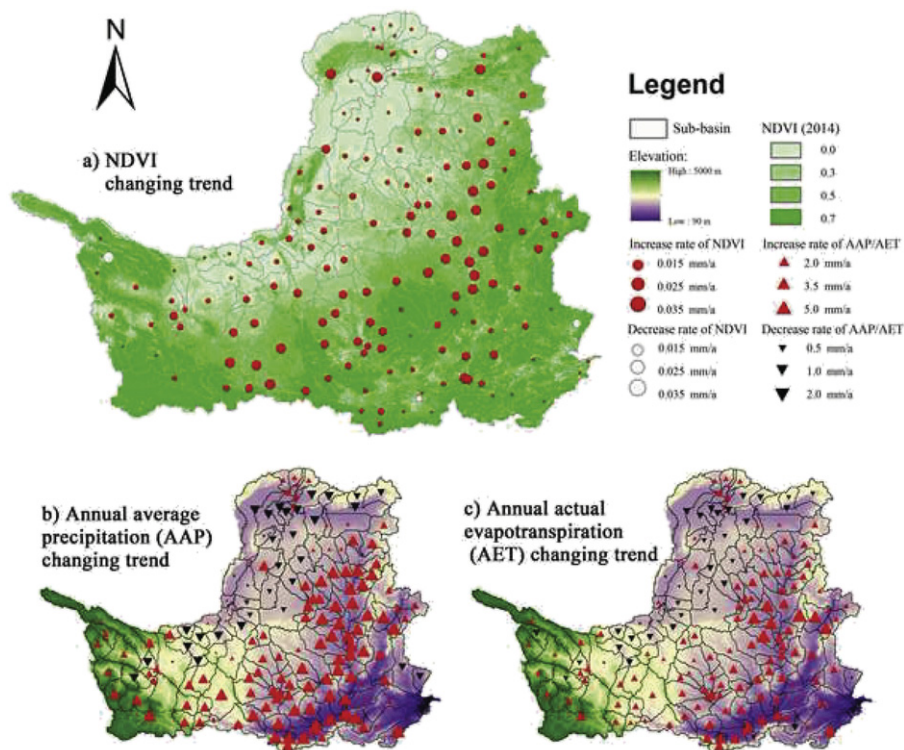 N
a) NDVI
changing trend
Legend
Sub-basin
NDVI (2014)
Elevation:
High : 5000 m
Low : 90 m
0.0
0.3
0.5
0.7
Increase rate of NDVI
0.015 mm/a
0.025 mm/a
0.035 mm/a
Increase rate of AAP/AET
2.0 mm/a
3.5 mm/a
5.0 mm/a
Decrease rate of NDVI
0.015 mm/a
0.025 mm/a
0.035 mm/a
Decrease rate of AAP/AET
0.5 mm/a
1.0 mm/a
2.0 mm/a
b) Annual average
precipitation (AAP)
changing trend
c) Annual actual
evapotranspiration
(AET) changing trend